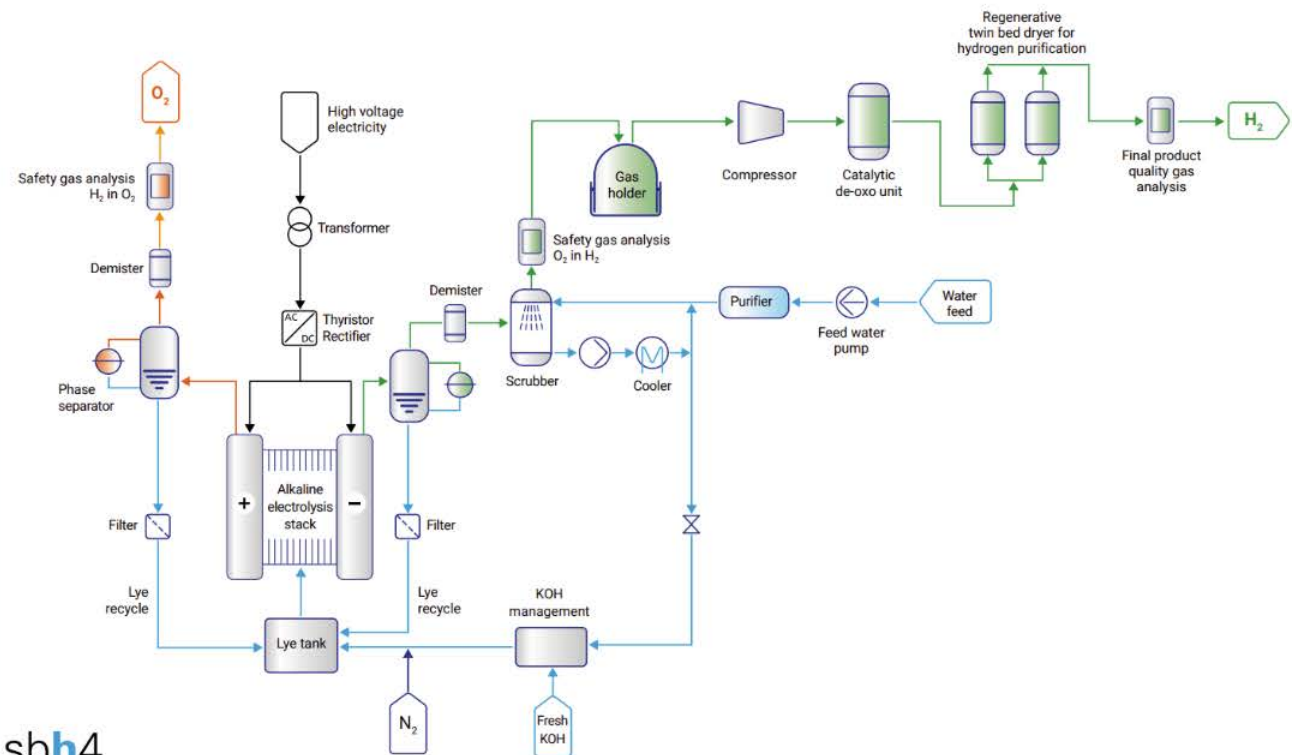 Regenerative
twin bed dryer for
hydrogen purification
O₂
High voltage
electricity
H₂
Safety gas analysis
H₂ in O₂
Gas
holder
Compressor
Catalytic
de-oxo unit
Final product
quality gas
analysis
Transformer
Safety gas analysis
O₂ in H₂
Demister
Demister
Purifier
Water
feed
AC
DC
Thyristor
Rectifier
Feed water
pump
Phase
separator
Scrubber
Cooler
+
Alkaline
electrolysis
stack
−
Filter
Filter
Lye
recycle
Lye
recycle
KOH
management
Lye tank
N₂
Fresh
KOH
sbh4